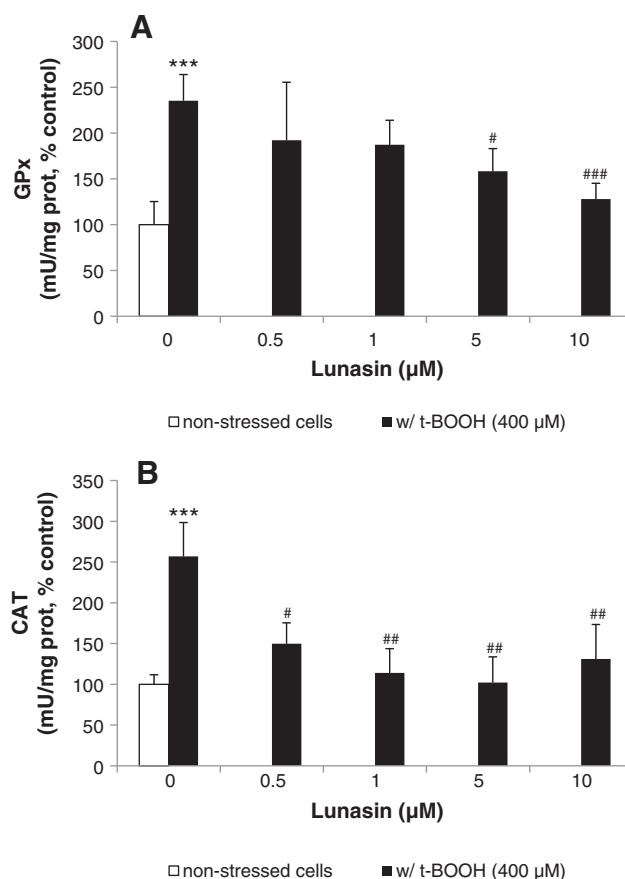 A
300
***
250
200
#
150
###
100
50
0
GPx
(mU/mg prot, % control)
0 0.5 1 5 10
Lunasin (µM)
non-stressed cells w/ t-BOOH (400 µM)
B
350
***
300
250
200
# ## ## ##
150
100
50
0
CAT
(mU/mg prot, % control)
0 0.5 1 5 10
Lunasin (µM)
non-stressed cells w/ t-BOOH (400 µM)